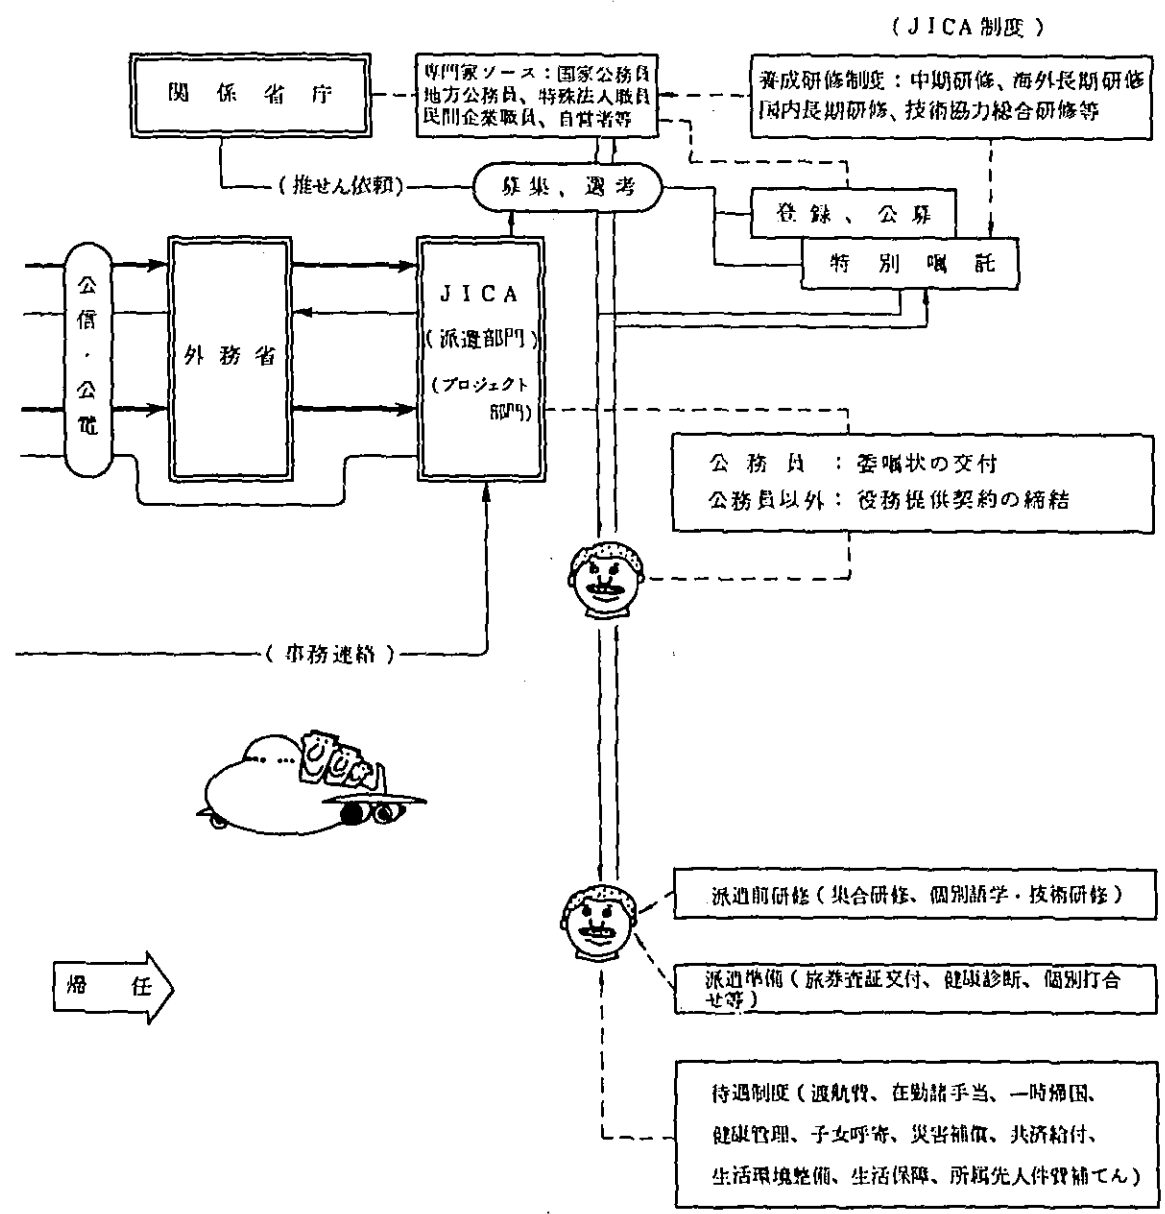 (JICA制度)
関係省庁
専門家ソース：国家公務員
地方公務員、特殊法人職員
民間企業職員、自営者等
養成研修制度：中期研修、海外長期研修
国内長期研修、技術協力総合研修等
(推せん依頼)
募集、選考
登録、公募
特別嘱託
公信・公電
外務省
JICA
(派遣部門)
(プロジェクト
部門)
公務員：委嘱状の交付
公務員以外：役務提供契約の締結
(事務連絡)
派遣前研修(集合研修、個別語学・技術研修)
帰任
派遣準備(旅券査証交付、健康診断、個別打合
せ等)
待遇制度(渡航費、在勤諸手当、一時帰国、
健康管理、子女呼寄、災害補償、共済給付、
生活環境整備、生活保障、所属先人件費補てん)